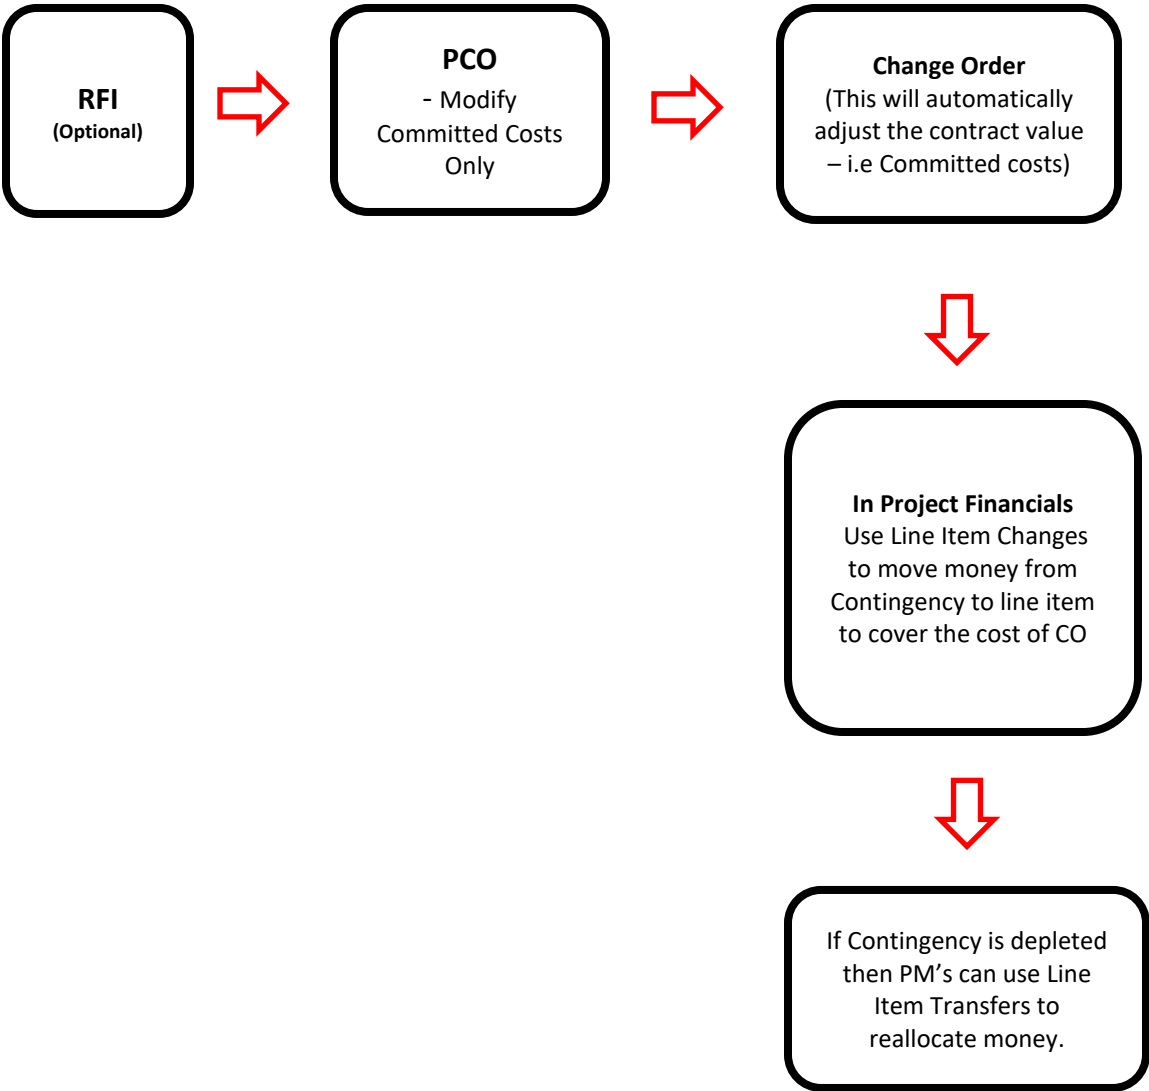 RFI
(Optional)
PCO
- Modify
Committed Costs
Only
Change Order
(This will automatically
adjust the contract value
– i.e Committed costs)
In Project Financials
Use Line Item Changes
to move money from
Contingency to line item
to cover the cost of CO
If Contingency is depleted
then PM’s can use Line
Item Transfers to
reallocate money.